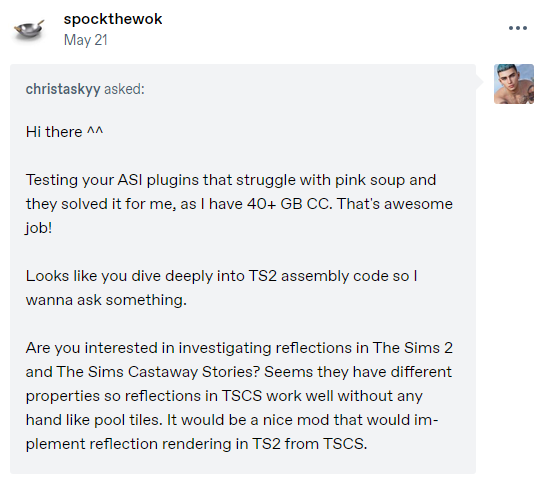 spockthewok
May 21
christaskyy asked:
Hi there ^^
Testing your ASI plugins that struggle with pink soup and
they solved it for me, as I have 40+ GB CC. That's awesome
job!
Looks like you dive deeply into TS2 assembly code so I
wanna ask something.
Are you interested in investigating reflections in The Sims 2
and The Sims Castaway Stories? Seems they have different
properties so reflections in TSCS work well without any
hand like pool tiles. It would be a nice mod that would im-
plement reflection rendering in TS2 from TSCS.